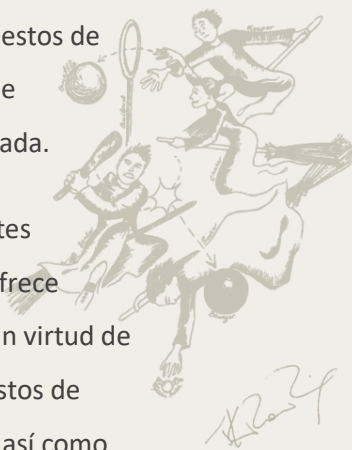 estos de
e
ada.
tes
frece
n virtud de
stos de
así como